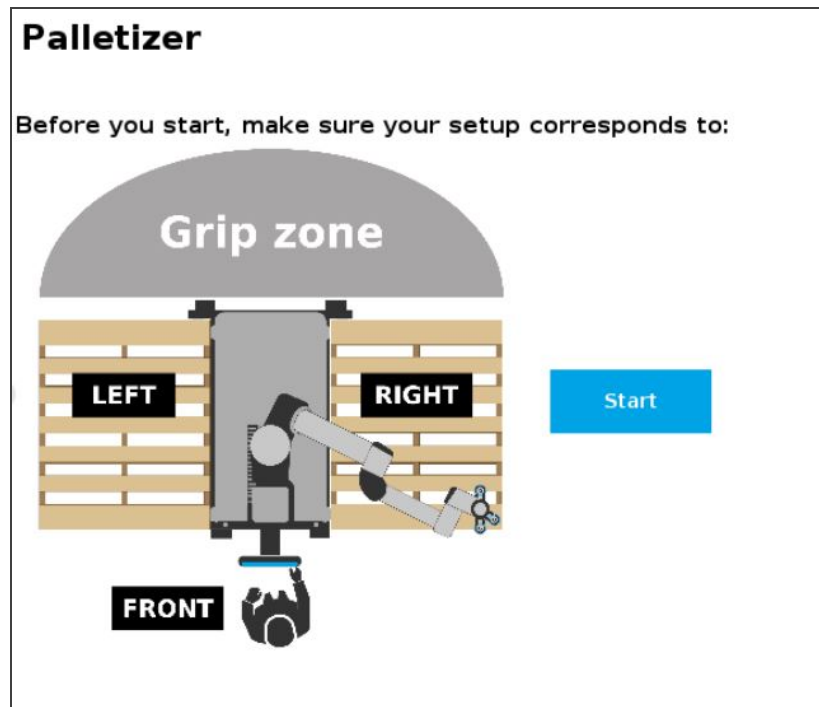 Palletizer
Before you start, make sure your setup corresponds to:
Grip zone
LEFT
RIGHT
Start
FRONT